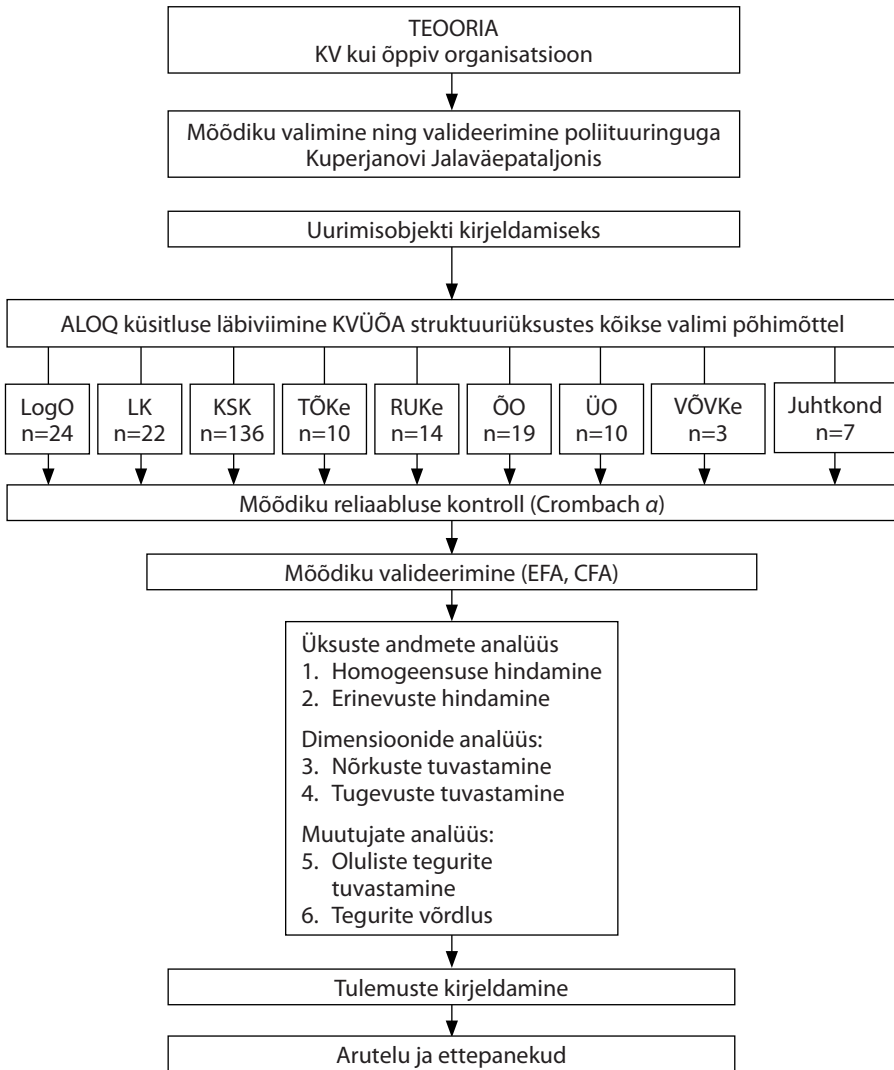 TEOORIA
KV kui õppiv organisatsioon
Mõõdiku valimine ning valideerimine poliituuringuga
Kuperjanovi Jalaväepataljonis
Uurimisobjekti kirjeldamiseks
ALOQ küsitluse läbiviimine KVÜÕA struktuuriüksustes kõikse valimi põhimõttel
LogO
n=24
LK
n=22
KSK
n=136
TÕKe
n=10
RUKe
n=14
ÕO
n=19
ÜO
n=10
VÕVKe
n=3
Juhtkond
n=7
Mõõdiku reliaabluse kontroll (Crombach α)
Mõõdiku valideerimine (EFA, CFA)
Üksuste andmete analüüs
1. Homogeensuse hindamine
2. Erinevuste hindamine
Dimensioonide analüüs:
3. Nõrkuste tuvastamine
4. Tugevuste tuvastamine
Muutujate analüüs:
5. Oluliste tegurite
tuvastamine
6. Tegurite võrdlus
Tulemuste kirjeldamine
Arutelu ja ettepanekud